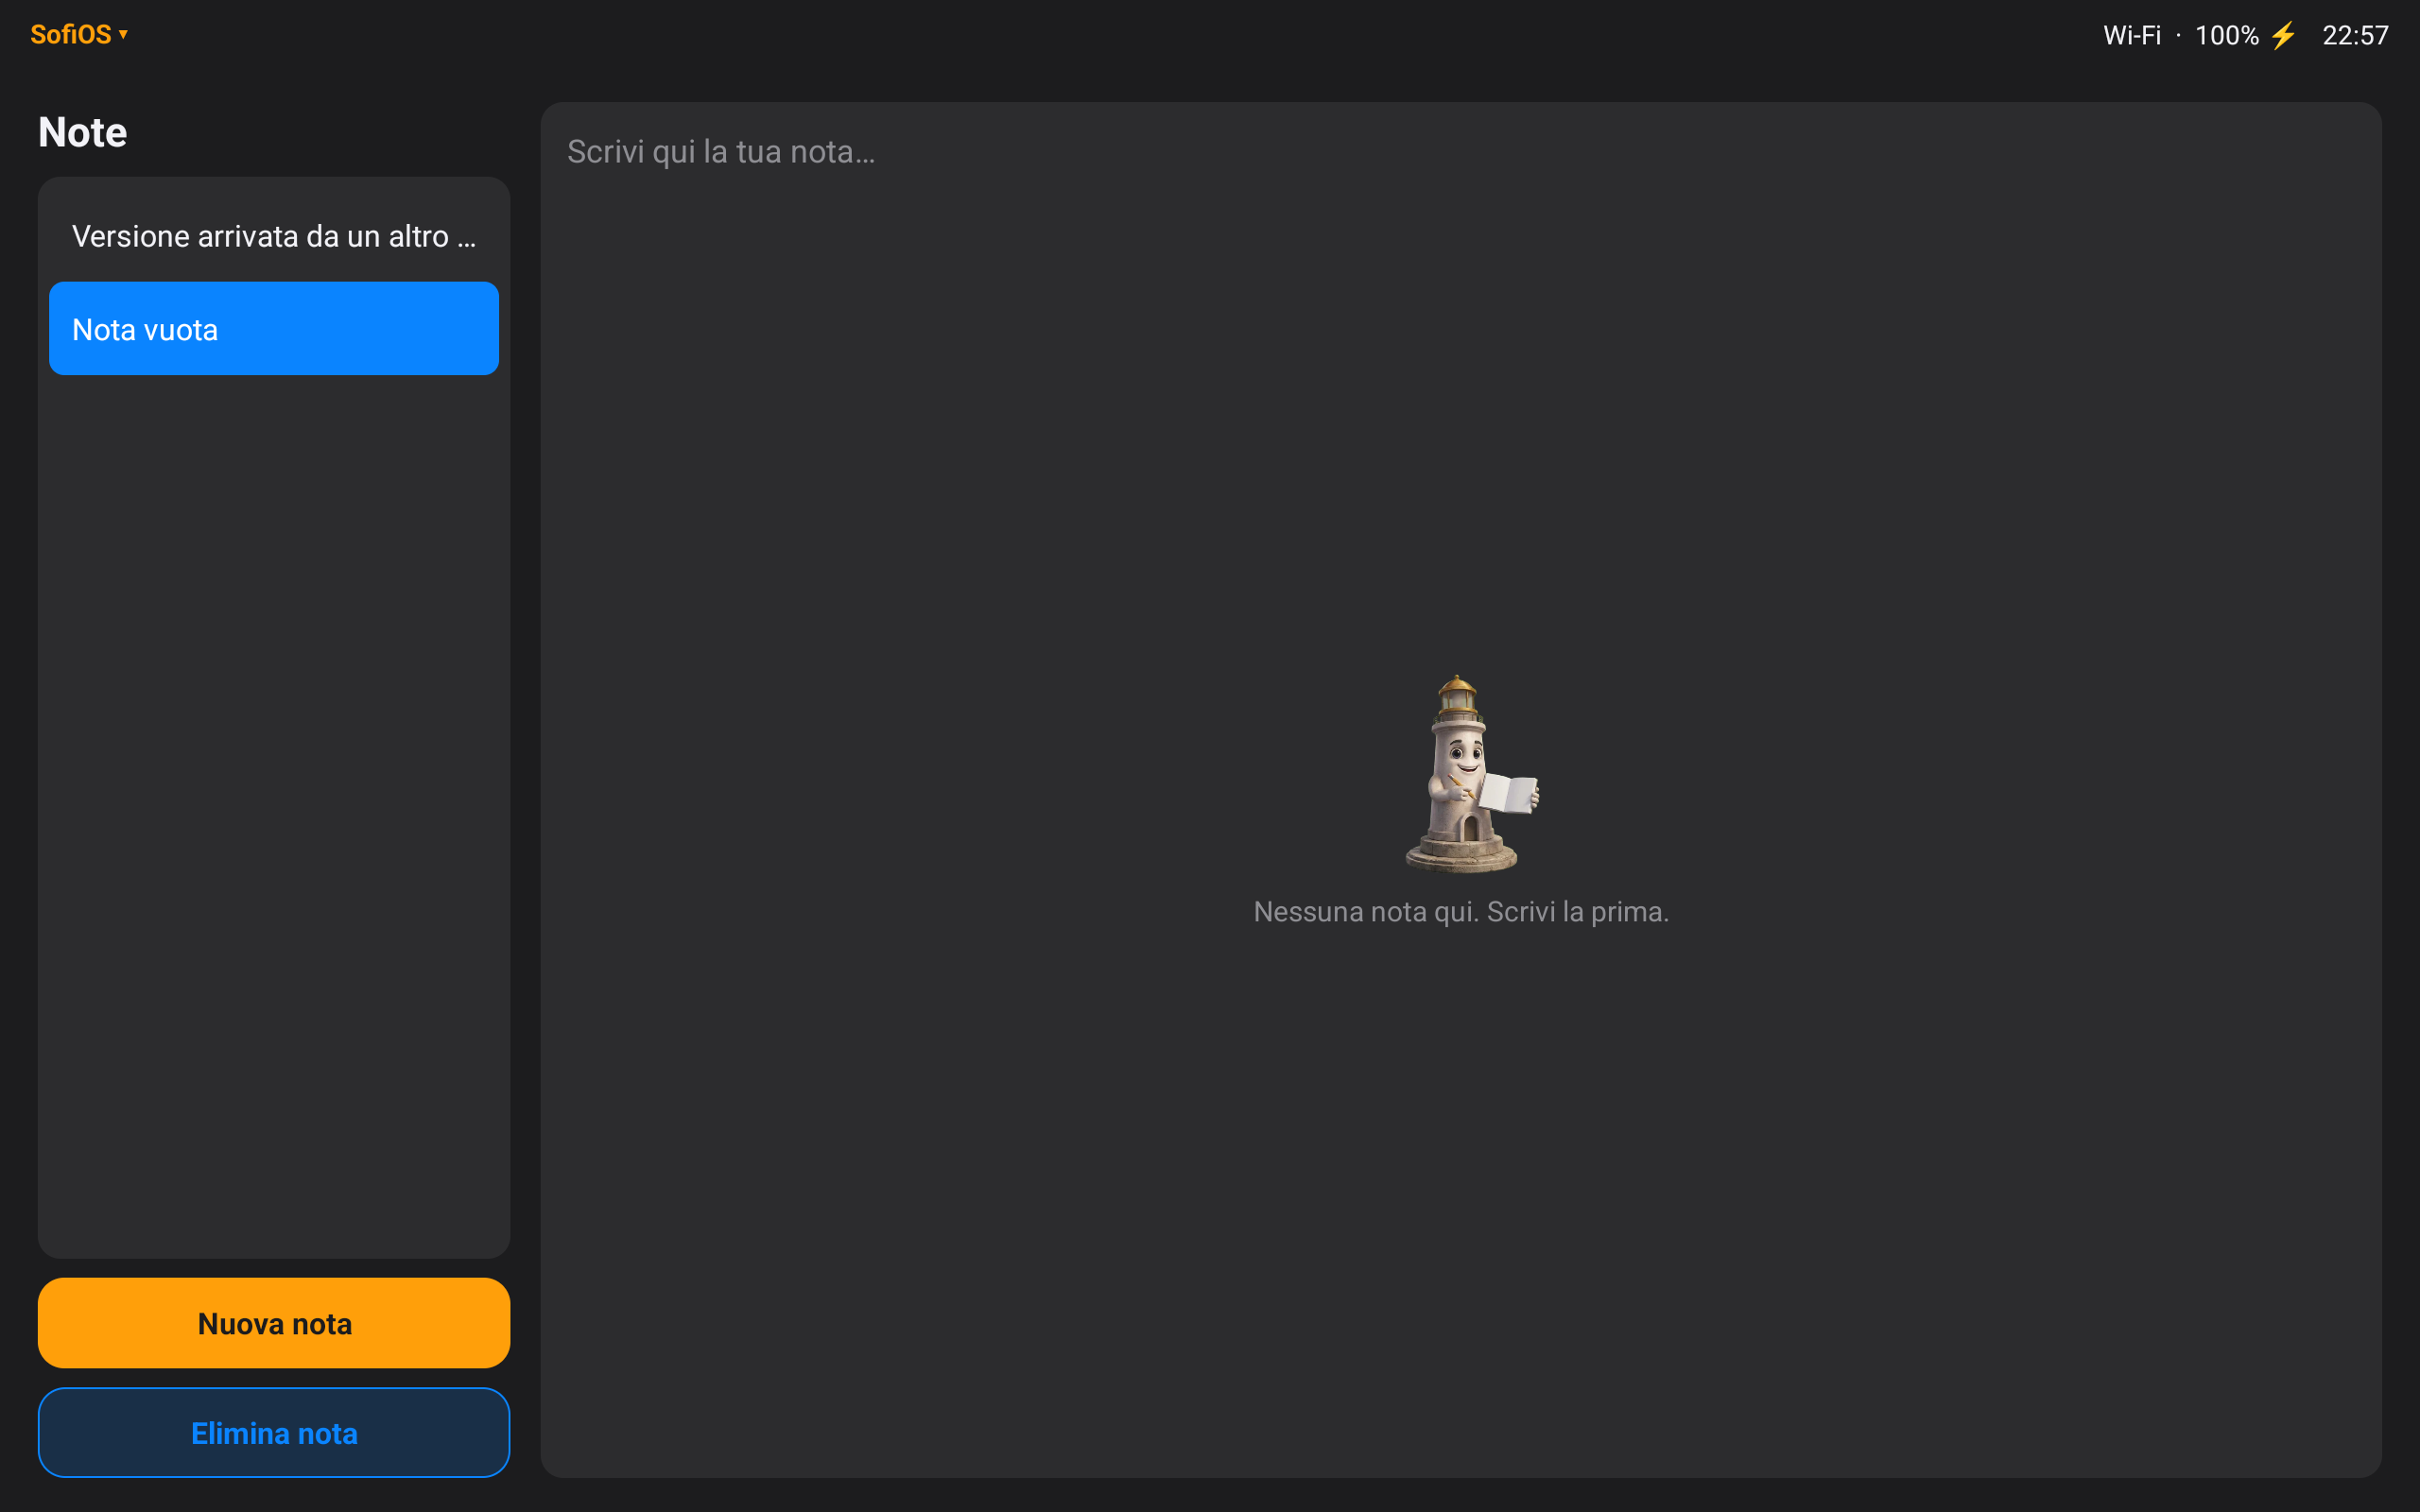 SofiOS ▾
Wi-Fi · 100% ⚡ 22:57
Note
Versione arrivata da un altro ...
Nota vuota
Nuova nota
Elimina nota
Scrivi qui la tua nota...
Nessuna nota qui. Scrivi la prima.